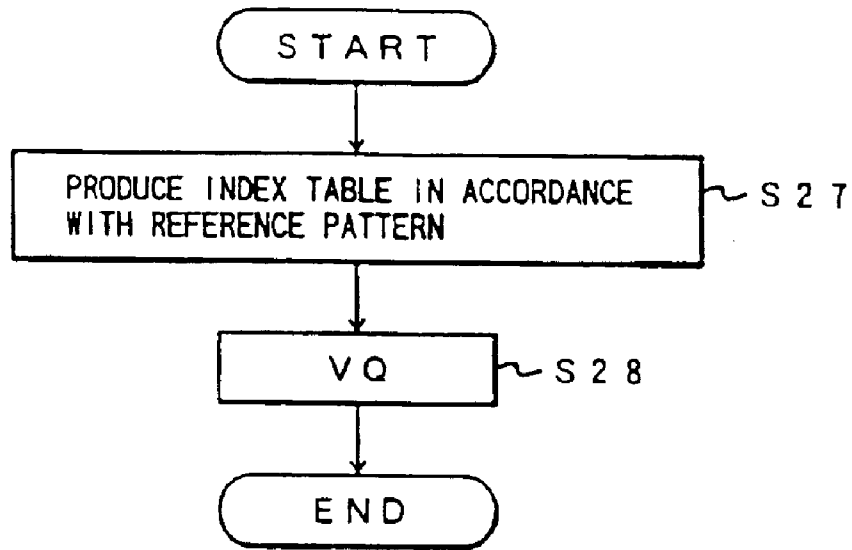 START
PRODUCE INDEX TABLE IN ACCORDANCE
WITH REFERENCE PATTERN
S27
VQ
S28
END